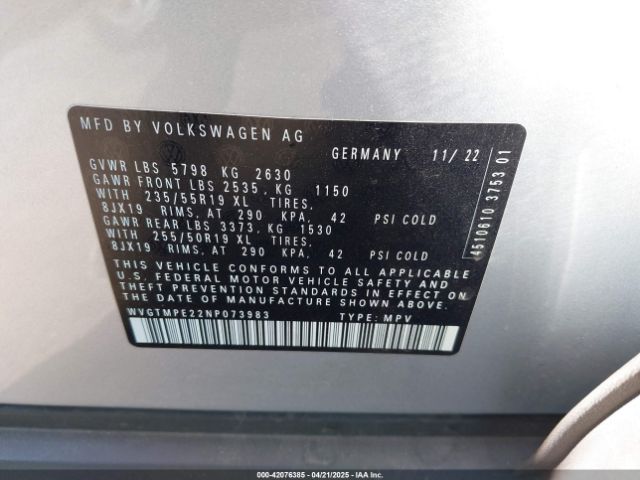 MFD BY VOLKSWAGEN AG
GERMANY 11/ 22
GVWR LBS 5798 KG 2630
GAWR FRONT LBS 2535. KG 1150
WITH 235/55R19 XL TIRES,
8JX19 RIMS, AT 290 KPA, 42 PSI COLD
GAWR REAR LBS 3373. KG 1530
WITH 255/50R19 XL TIRES,
8JX19 RIMS, AT 290 KPA, 42 PSI COLD
THIS VEHICLE CONFORMS TO ALL APPLICABLE
U.S. FEDERAL MOTOR VEHICLE SAFETY AND
THEFT PREVENTION STANDARDS IN EFFECT ON
THE DATE OF MANUFACTURE SHOWN ABOVE.
WVGTMPE22NP073983 TYPE: MPV
4510610 3753 01
000-42076385 - 04/21/2025 - IAAI, Inc.